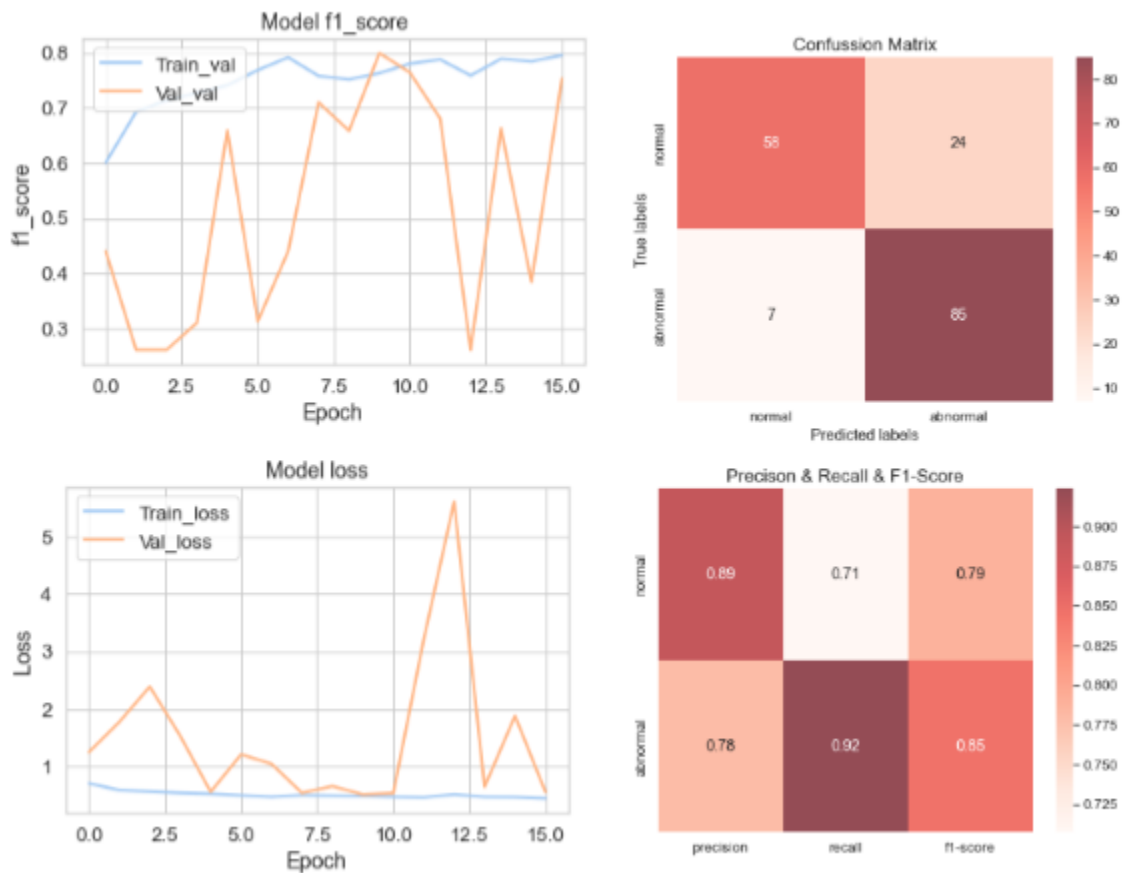 Model f1_score
f1_score
0.8
0.7
0.6
0.5
0.4
0.3
Train_val
Val_val
0.0 2.5 5.0 7.5 10.0 12.5 15.0
Epoch
Confussion Matrix
True labels
normal
abnormal
58 24
7 85
normal abnormal
Predicted labels
80
70
60
50
40
30
20
10
Model loss
Loss
5
4
3
2
1
Train_loss
Val_loss
0.0 2.5 5.0 7.5 10.0 12.5 15.0
Epoch
Precison & Recall & F1-Score
normal
abnormal
0.89 0.71 0.79
0.78 0.92 0.85
precision recall f1-score
0.900
0.875
0.850
0.825
0.800
0.775
0.750
0.725